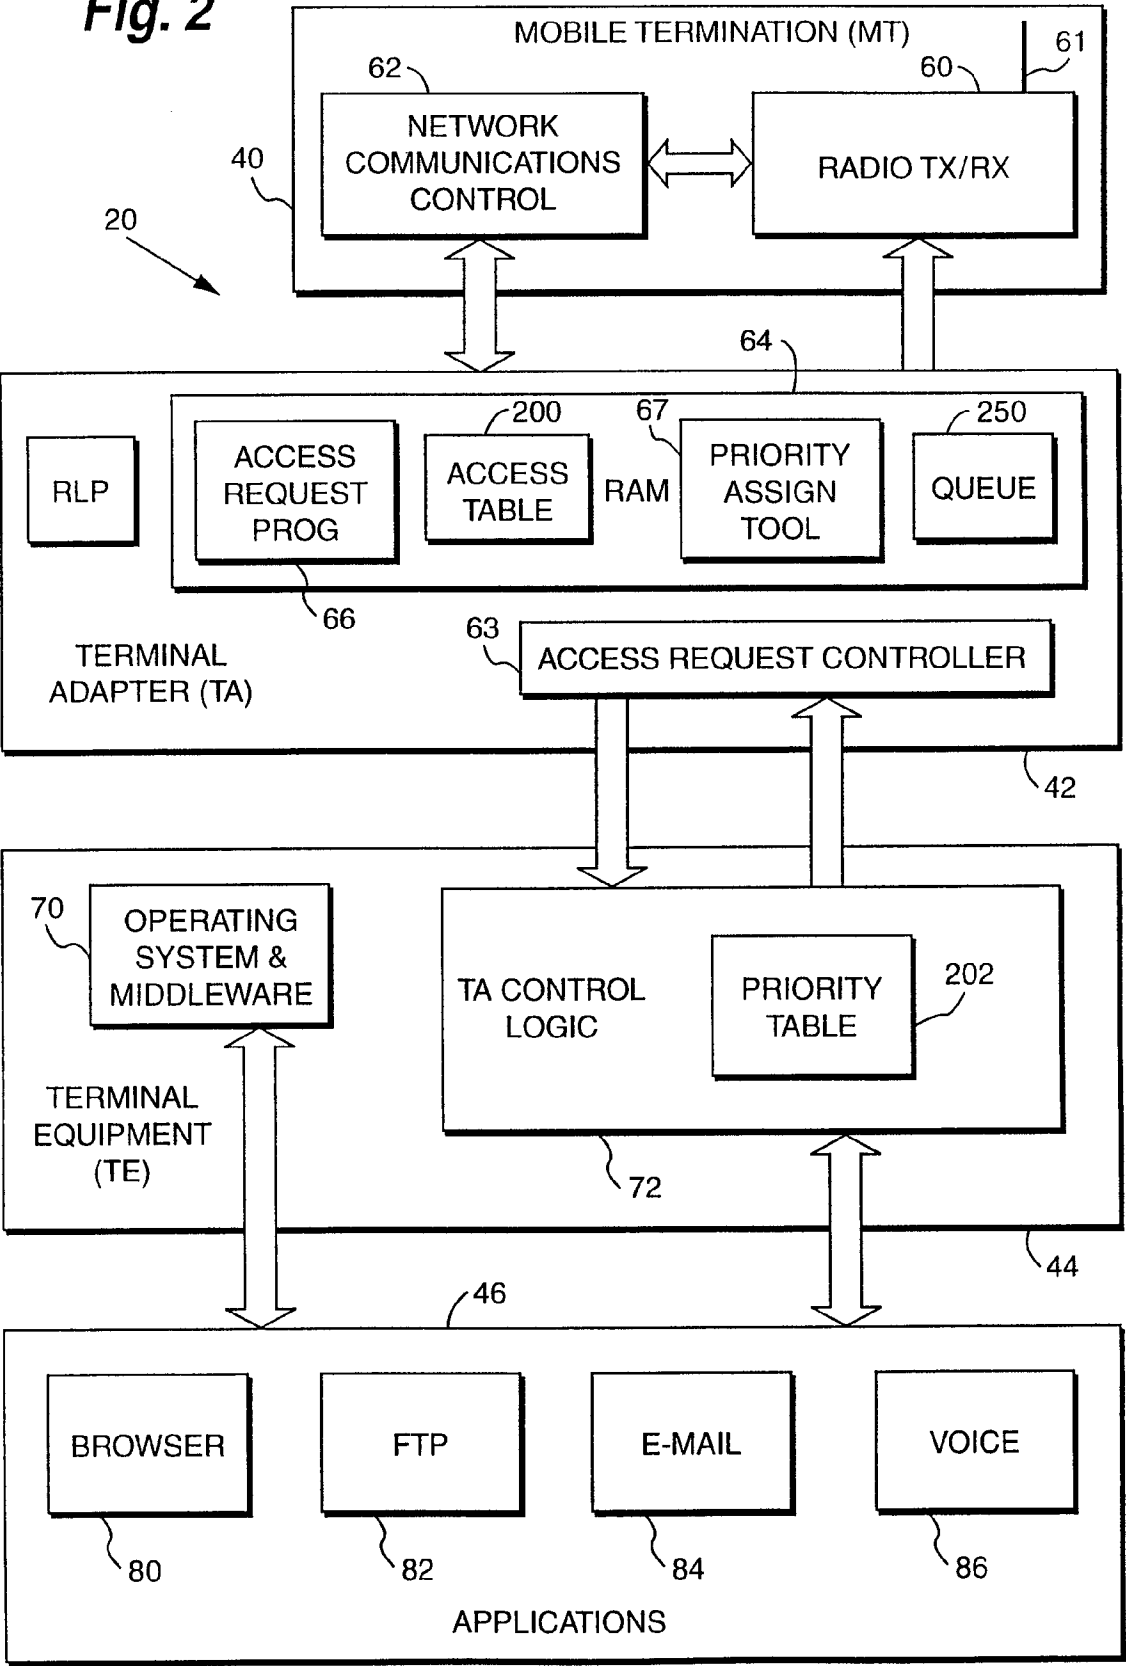 Fig. 2
MOBILE TERMINATION (MT)
61
62
60
NETWORK
COMMUNICATIONS
CONTROL
RADIO TX/RX
40
20
64
200
67
250
RLP
ACCESS
REQUEST
PROG
ACCESS
TABLE
RAM
PRIORITY
ASSIGN
TOOL
QUEUE
66
63
ACCESS REQUEST CONTROLLER
TERMINAL
ADAPTER (TA)
42
70
OPERATING
SYSTEM &
MIDDLEWARE
TA CONTROL
LOGIC
PRIORITY
TABLE
202
TERMINAL
EQUIPMENT
(TE)
72
44
46
BROWSER
FTP
E-MAIL
VOICE
80
82
84
86
APPLICATIONS